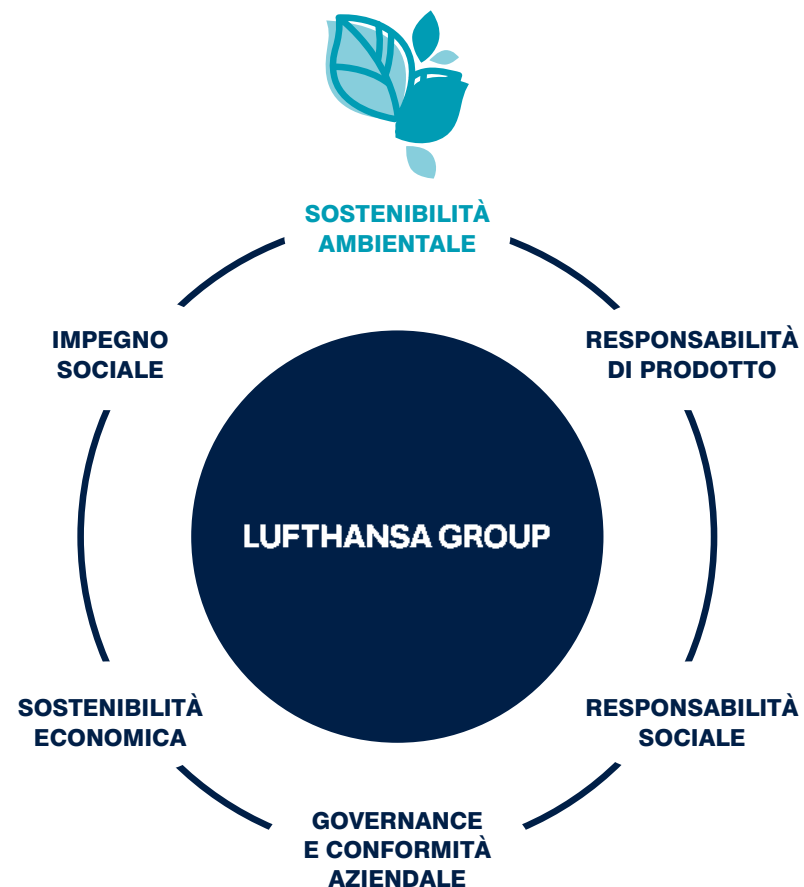 SOSTENIBILITÀ
AMBIENTALE
IMPEGNO
SOCIALE
RESPONSABILITÀ
DI PRODOTTO
LUFTHANSA GROUP
SOSTENIBILITÀ
ECONOMICA
RESPONSABILITÀ
SOCIALE
GOVERNANCE
E CONFORMITÀ
AZIENDALE